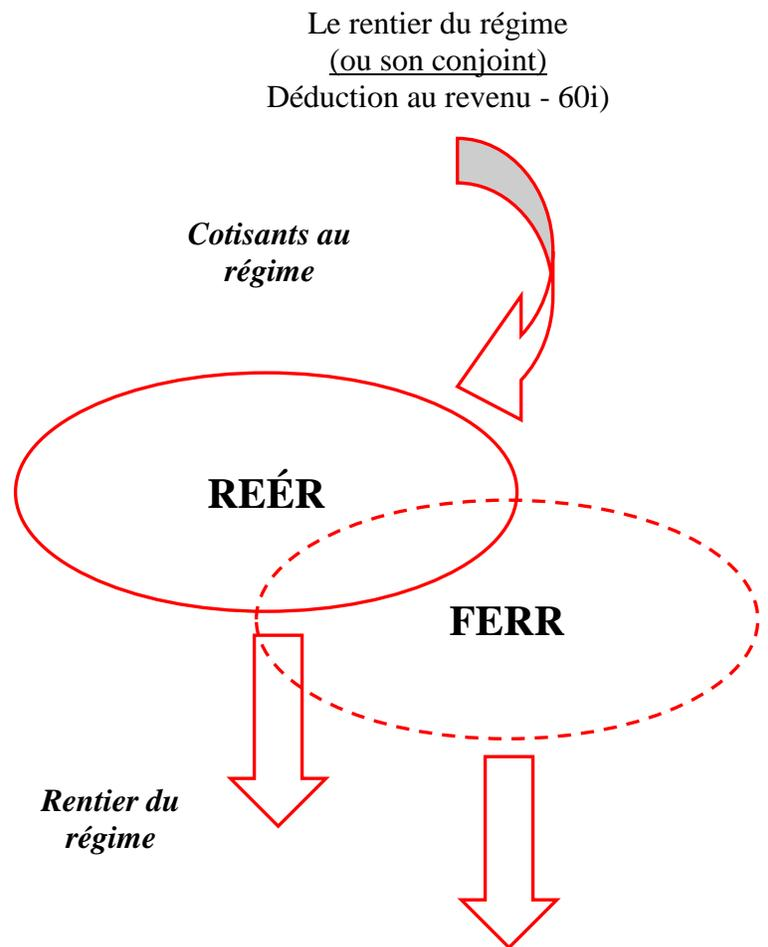 Le rentier du régime
(ou son conjoint)
Déduction au revenu - 60i)
Cotisants au
régime
REÉR
FERR
Rentier du
régime